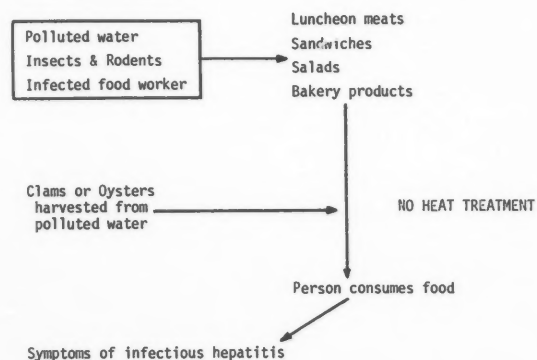 Polluted water
Insects & Rodents
Infected food worker
Luncheon meats
Sandwiches
Salads
Bakery products
Clams or Oysters
harvested from
polluted water
NO HEAT TREATMENT
Person consumes food
Symptoms of infectious hepatitis